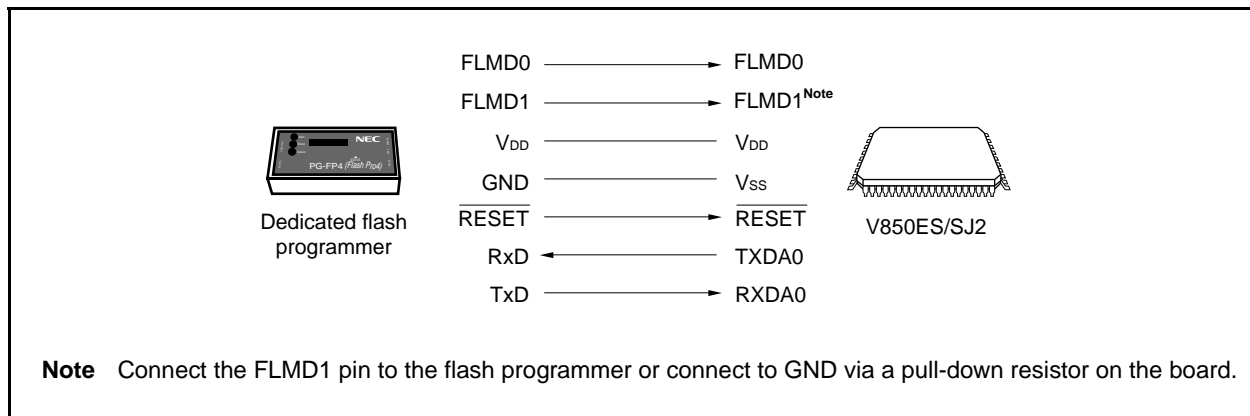 FLMD0 FLMD0
FLMD1 FLMD1Note
VDD VDD
NEC
PG-FP4 (Flash Pro4)
GND VSS
RESET RESET
Dedicated flash
programmer
V850ES/SJ2
RxD TXDA0
TxD RXDA0
Note Connect the FLMD1 pin to the flash programmer or connect to GND via a pull-down resistor on the board.